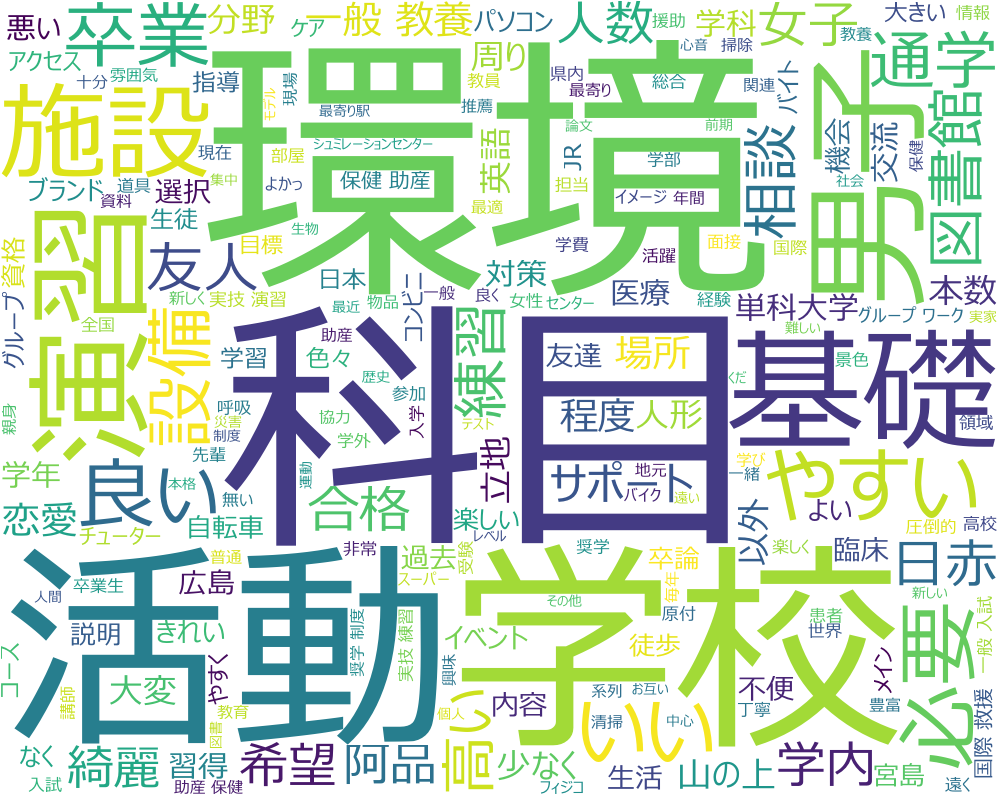 悪い
卒業
分野
一般 教養
パソコン
人数
援助
学科
女子
大きい
情報
アクセス
ケア
心音
掃除
教養
通学
十分
雰囲気
指導
モデル
現場
環境
周り
教員
県内
最寄り
総合
関連
バイト
施設
最寄り駅
推薦
論文
前期
男子
機会
交流
保健
図書館
現在
部屋
シュミレーションセンター
英語
JR
学部
相談
社会
ブランド
道具
選択
集中
よかっ
保健 助産
担当
イメージ
年間
資料
生徒
生物
最適
国際
演習
友人
目標
学費
活躍
面接
資格
日本
コンビニ
対策
医療
経験
単科大学
本数
新しく
実技 演習
一般
良く
女性
センター
グループ
設備
最近
物品
グループ ワーク
実家
全国
助産
練習
難しい
学習
色々
友達
場所
景色
科目
基礎
歴史
くだ
親身
呼吸
参加
災害
協力
入学
テスト
程度
人形
領域
制度
学外
先輩
立地
サポート
地元
一緒
学び
やすい
学年
良い
本格
無い
運動
合格
バイク
遠い
恋愛
自転車
楽しい
レベル
以外
よい
圧倒的
高校
チューター
非常
過去
受験
奨学
卒論
楽しく
臨床
日赤
卒業生
普通
広島
スーパー
その他
毎年
原付
新しい
人間
活動
学校
患者
必要
一般 入試
説明
きれい
奨学 制度
実技 練習
イベント
徒歩
世界
コース
講師
大変
やすく
興味
系列
お互い
不便
メイン
豊富
教育
個人
高い
内容
いい
丁寧
なく
綺麗
図書
習得
希望
阿品
清掃
中心
学内
国際 救援
入試
助産 保健
少なく
フィジコ
生活
山の上
宮島
遠く